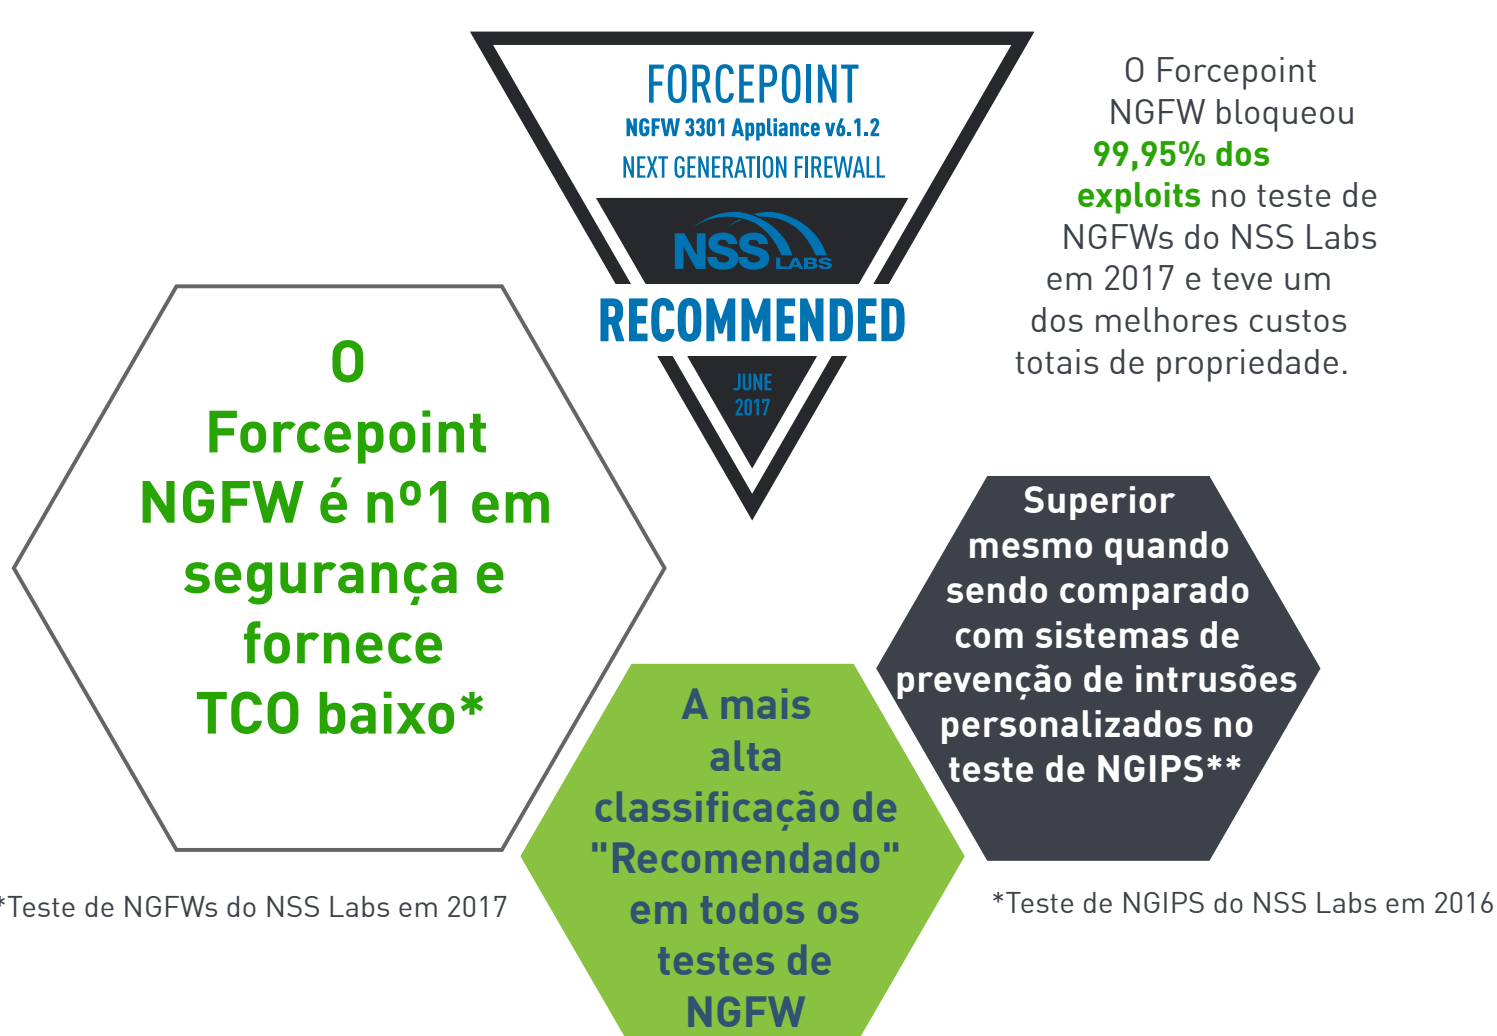 FORCEPOINT
NGFW 3301 Appliance v6.1.2
NEXT GENERATION FIREWALL
NSS LABS
RECOMMENDED
JUNE
2017
O Forcepoint
NGFW bloqueou
99,95% dos
exploits no teste de
NGFWs do NSS Labs
em 2017 e teve um
dos melhores custos
totais de propriedade.
O
Forcepoint
NGFW é nº1 em
segurança e
fornece
TCO baixo*
*Teste de NGFWs do NSS Labs em 2017
A mais
alta
classificação de
"Recomendado"
em todos os
testes de
NGFW
Superior
mesmo quando
sendo comparado
com sistemas de
prevenção de intrusões
personalizados no
teste de NGIPS**
*Teste de NGIPS do NSS Labs em 2016